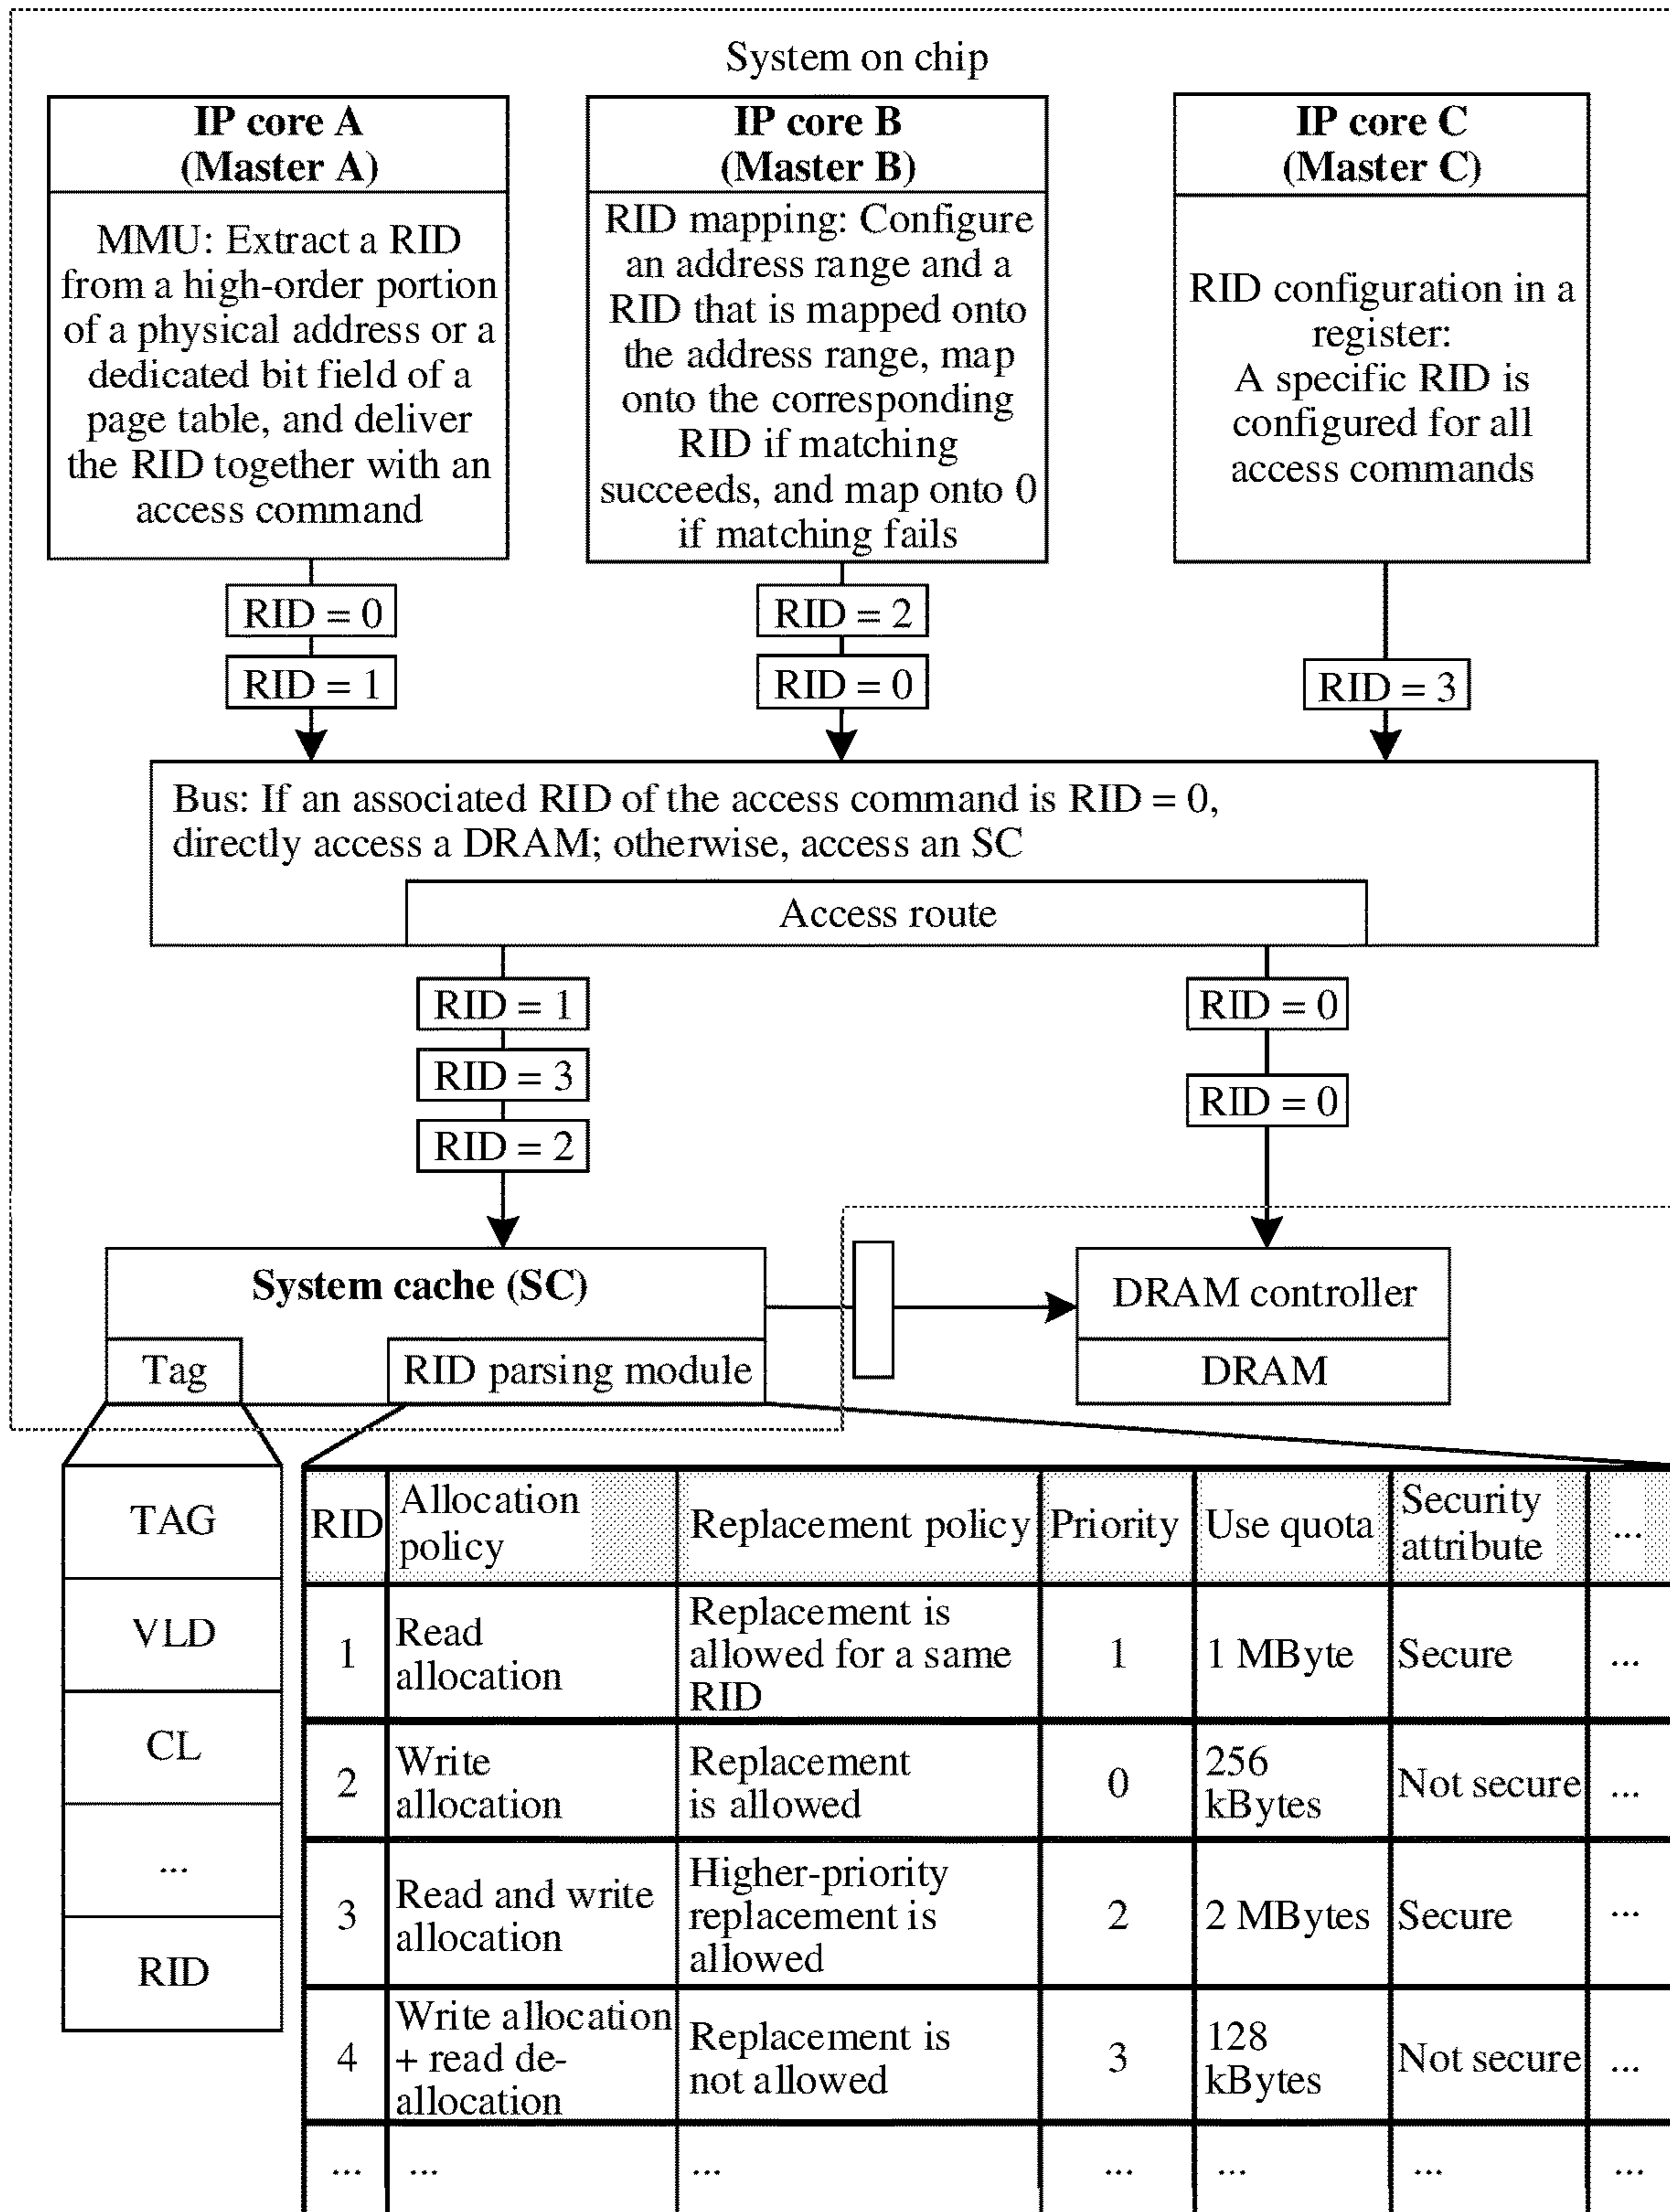 System on chip
IP core A
(Master A)
MMU: Extract a RID
from a high-order portion
of a physical address or a
dedicated bit field of a
page table, and deliver
the RID together with an
access command
IP core B
(Master B)
RID mapping: Configure
an address range and a
RID that is mapped onto
the address range, map
onto the corresponding
RID if matching
succeeds, and map onto 0
if matching fails
IP core C
(Master C)
RID configuration in a
register:
A specific RID is
configured for all
access commands
RID = 0
RID = 1
RID = 2
RID = 0
RID = 3
Bus: If an associated RID of the access command is RID = 0,
directly access a DRAM; otherwise, access an SC
Access route
RID = 1
RID = 3
RID = 2
RID = 0
RID = 0
System cache (SC)
Tag
RID parsing module
DRAM controller
DRAM
TAG
VLD
CL
...
RID
RID
Allocation
policy
Replacement policy
Priority
Use quota
Security
attribute
...
1
Read
allocation
Replacement is
allowed for a same
RID
1
1 MByte
Secure
...
2
Write
allocation
Replacement
is allowed
0
256
kBytes
Not secure
...
3
Read and write
allocation
Higher-priority
replacement is
allowed
2
2 MBytes
Secure
...
4
Write allocation
+ read de-
allocation
Replacement is
not allowed
3
128
kBytes
Not secure
...
...
...
...
...
...
...
...